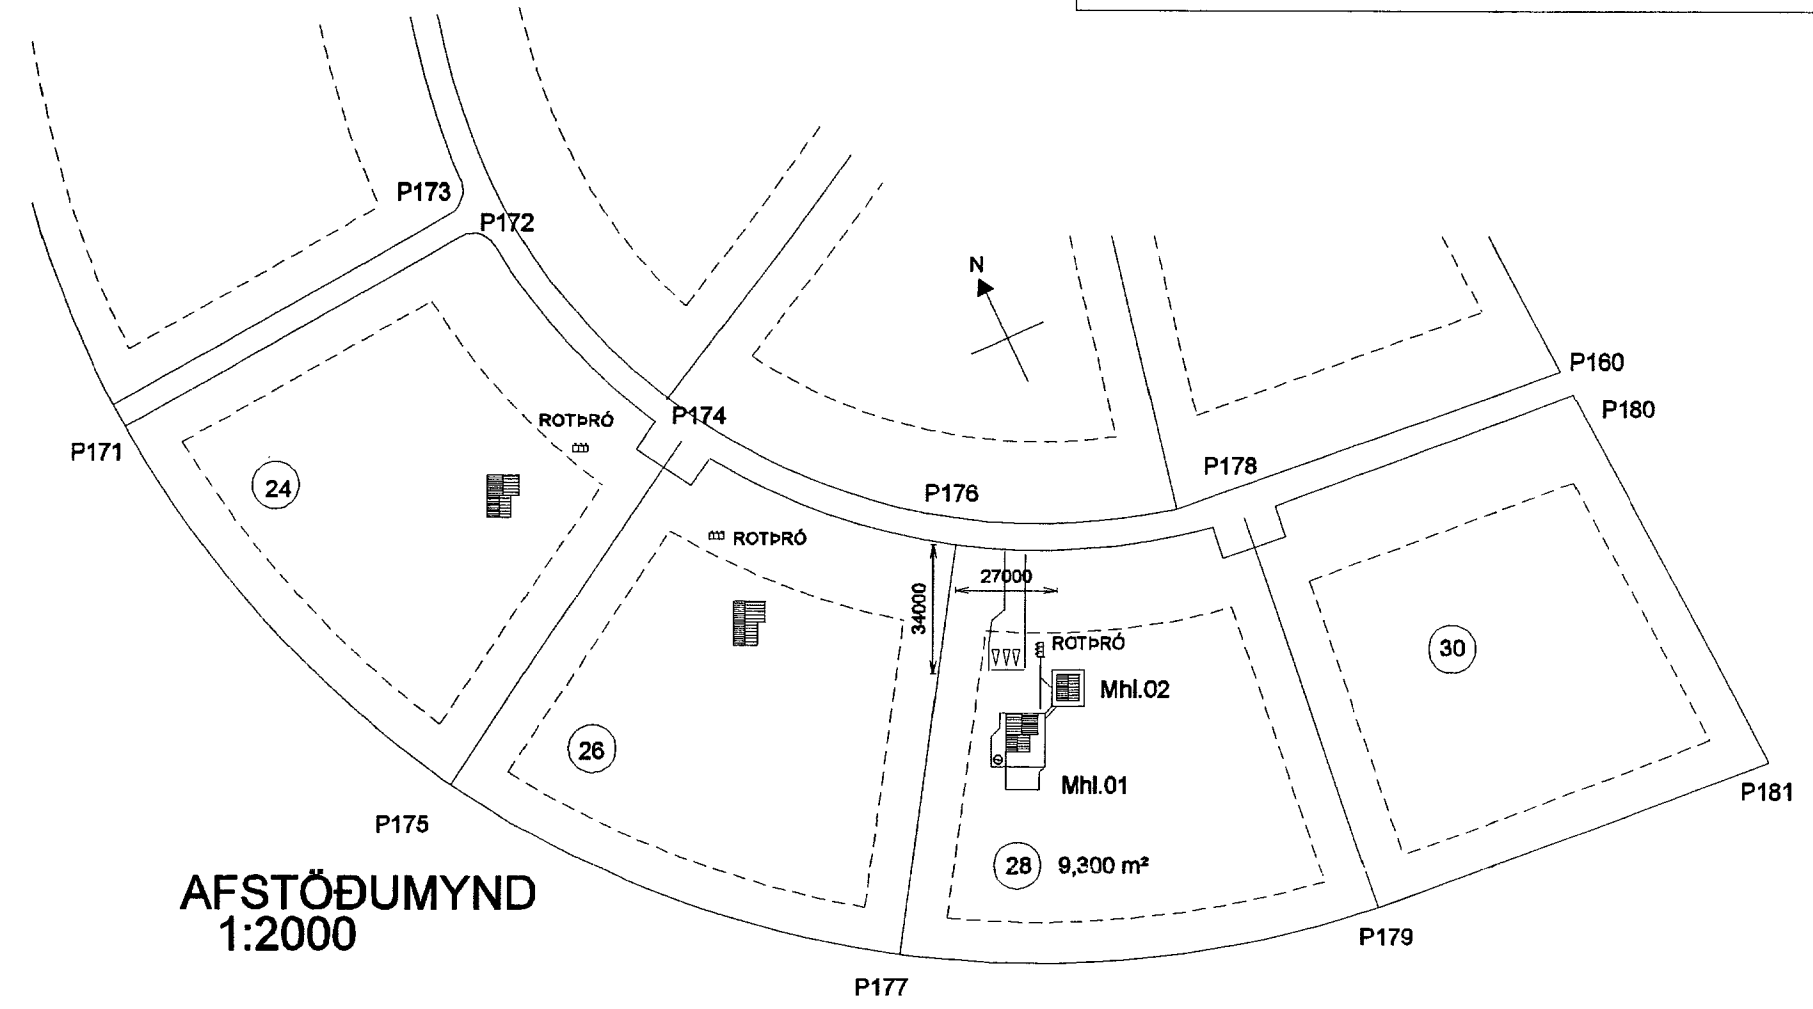 P173
P172
N
P160
P180
P174
ROTÞRÓ
P171
P178
24
P176
ROTÞRÓ
27000
34000
ROTÞRÓ
30
Mhl.02
26
Mhl.01
P181
P175
28 9,300 m²
AFSTÖÐUMYND
1:2000
P179
P177